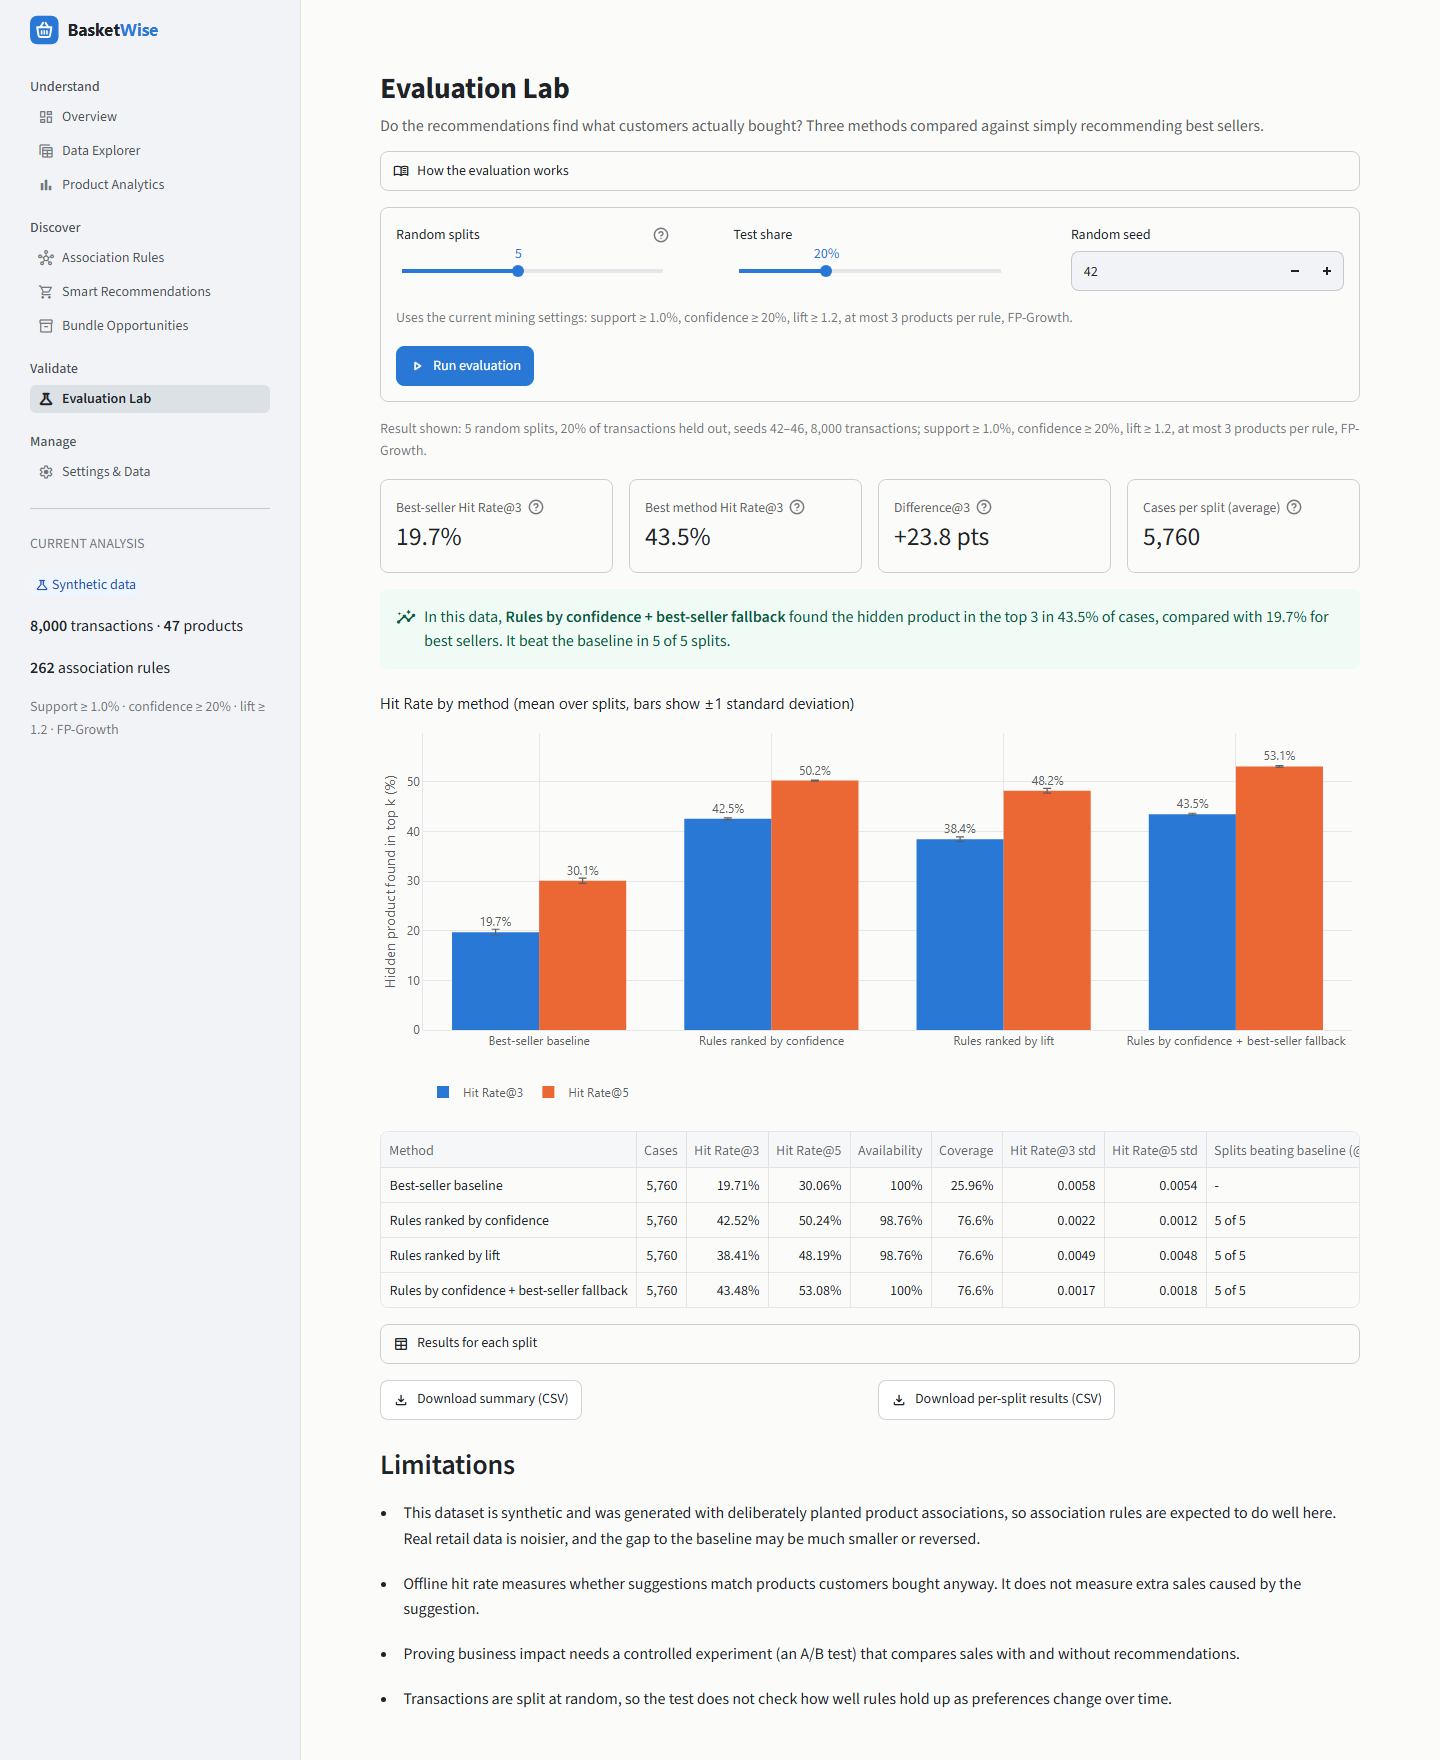 BasketWise
Understand
Overview
Data Explorer
Product Analytics
Discover
Association Rules
Smart Recommendations
Bundle Opportunities
Validate
Evaluation Lab
Manage
Settings & Data
CURRENT ANALYSIS
Synthetic data
8,000 transactions · 47 products
262 association rules
Support ≥ 1.0% · confidence ≥ 20% · lift ≥
1.2 · FP-Growth
Evaluation Lab
Do the recommendations find what customers actually bought? Three methods compared against simply recommending best sellers.
How the evaluation works
Random splits
5
Test share
20%
Random seed
42
Uses the current mining settings: support ≥ 1.0%, confidence ≥ 20%, lift ≥ 1.2, at most 3 products per rule, FP-Growth.
Run evaluation
Result shown: 5 random splits, 20% of transactions held out, seeds 42–46, 8,000 transactions; support ≥ 1.0%, confidence ≥ 20%, lift ≥ 1.2, at most 3 products per rule, FP-
Growth.
Best-seller Hit Rate@3
19.7%
Best method Hit Rate@3
43.5%
Difference@3
+23.8 pts
Cases per split (average)
5,760
In this data, Rules by confidence + best-seller fallback found the hidden product in the top 3 in 43.5% of cases, compared with 19.7% for
best sellers. It beat the baseline in 5 of 5 splits.
Hit Rate by method (mean over splits, bars show ±1 standard deviation)
Hidden product found in top k (%)
50
40
30
20
10
0
19.7%
30.1%
42.5%
50.2%
38.4%
48.2%
43.5%
53.1%
Best-seller baseline
Rules ranked by confidence
Rules ranked by lift
Rules by confidence + best-seller fallback
Hit Rate@3
Hit Rate@5
Method Cases Hit Rate@3 Hit Rate@5 Availability Coverage Hit Rate@3 std Hit Rate@5 std Splits beating baseline (@
Best-seller baseline 5,760 19.71% 30.06% 100% 25.96% 0.0058 0.0054 -
Rules ranked by confidence 5,760 42.52% 50.24% 98.76% 76.6% 0.0022 0.0012 5 of 5
Rules ranked by lift 5,760 38.41% 48.19% 98.76% 76.6% 0.0049 0.0048 5 of 5
Rules by confidence + best-seller fallback 5,760 43.48% 53.08% 100% 76.6% 0.0017 0.0018 5 of 5
Results for each split
Download summary (CSV)
Download per-split results (CSV)
Limitations
• This dataset is synthetic and was generated with deliberately planted product associations, so association rules are expected to do well here.
Real retail data is noisier, and the gap to the baseline may be much smaller or reversed.
• Offline hit rate measures whether suggestions match products customers bought anyway. It does not measure extra sales caused by the
suggestion.
• Proving business impact needs a controlled experiment (an A/B test) that compares sales with and without recommendations.
• Transactions are split at random, so the test does not check how well rules hold up as preferences change over time.